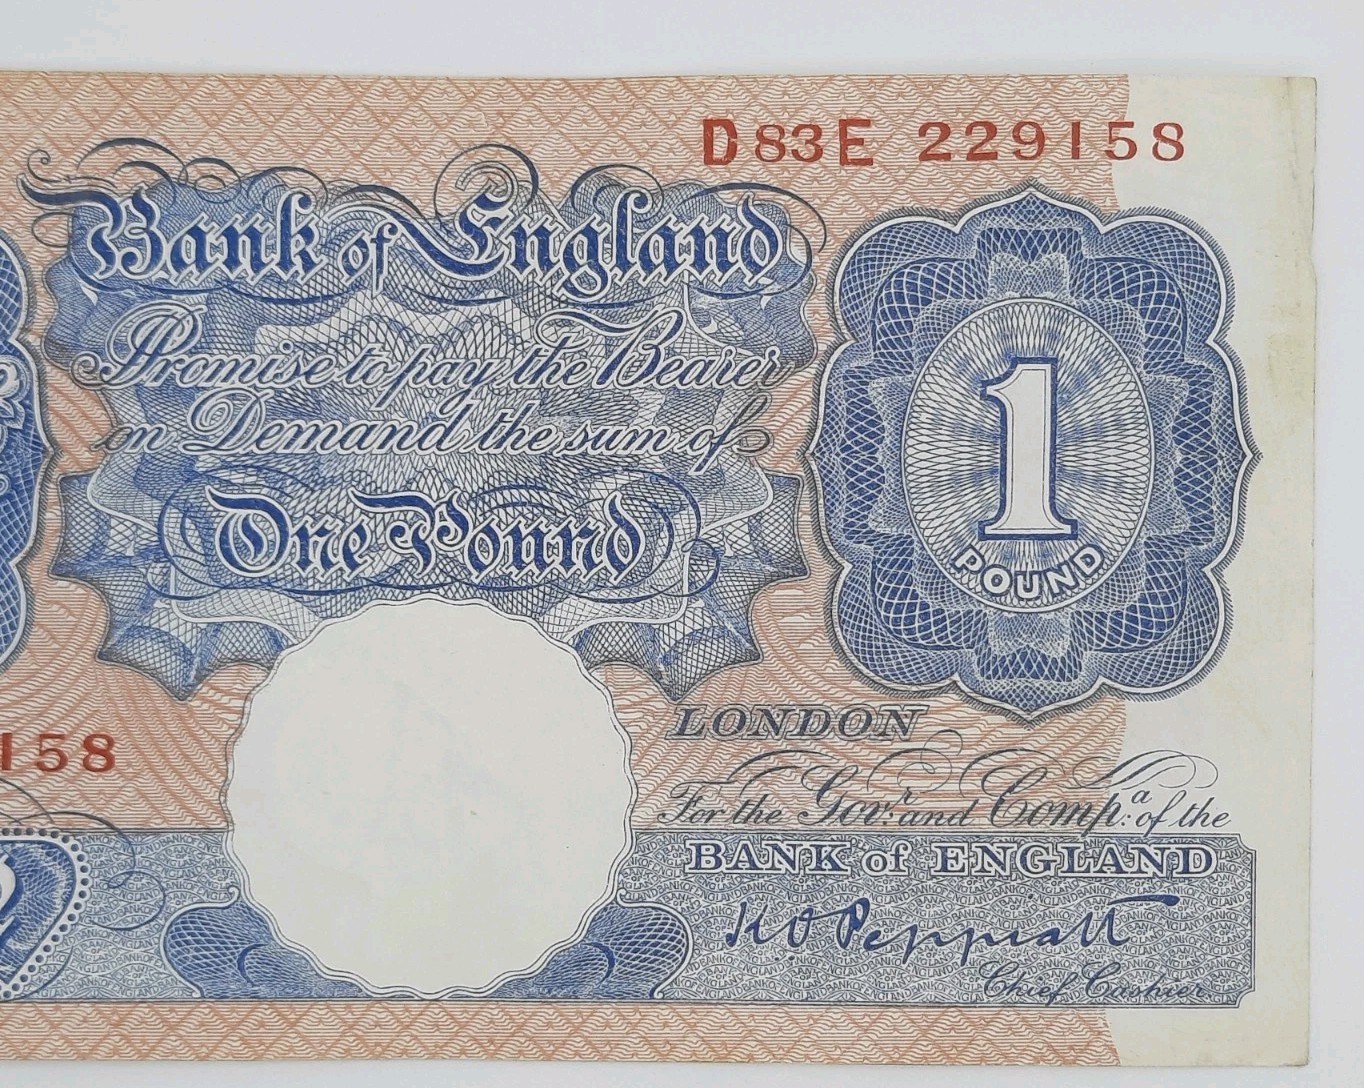 D83E 229158
Bank of England
Promise to pay the Bearer
on Demand the sum of
One Pound
1
POUND
158
LONDON
For the Govr: and Compa: of the
BANK of ENGLAND
K O Peppiatt
Chief Cashier